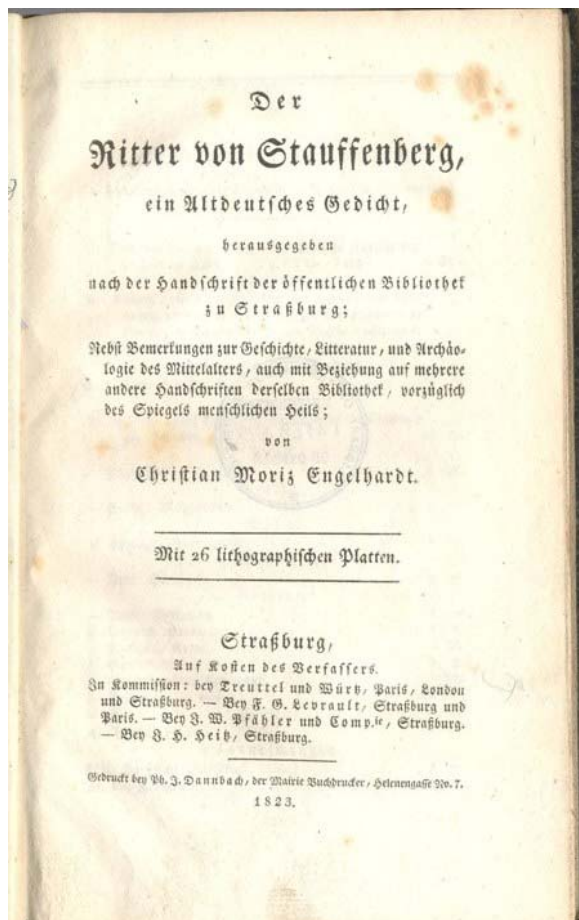 Der
Ritter von Stauffenberg,
ein Altdeutsches Gedicht,
herausgegeben
nach der Handschrift der öffentlichen Bibliothek
zu Straßburg;
Nebst Bemerkungen zur Geschichte, Litteratur, und Archäo-
logie des Mittelalters, auch mit Beziehung auf mehrere
andere Handschriften derselben Bibliothek, vorzüglich
des Spiegels menschlichen Heils;
von
Christian Moriz Engelhardt.
Mit 26 lithographischen Platten.
Straßburg,
Auf Kosten des Verfassers.
In Kommission: bey Treuttel und Würtz, Paris, London
und Straßburg. — Bey F. G. Levrault, Straßburg und
Paris. — Bey J. W. Pfähler und Comp.ie, Straßburg.
— Bey J. H. Heitz, Straßburg.
Gedruckt bey Ph. J. Dannbach, der Mairie Buchdrucker, Helenengasse No. 7.
1823.